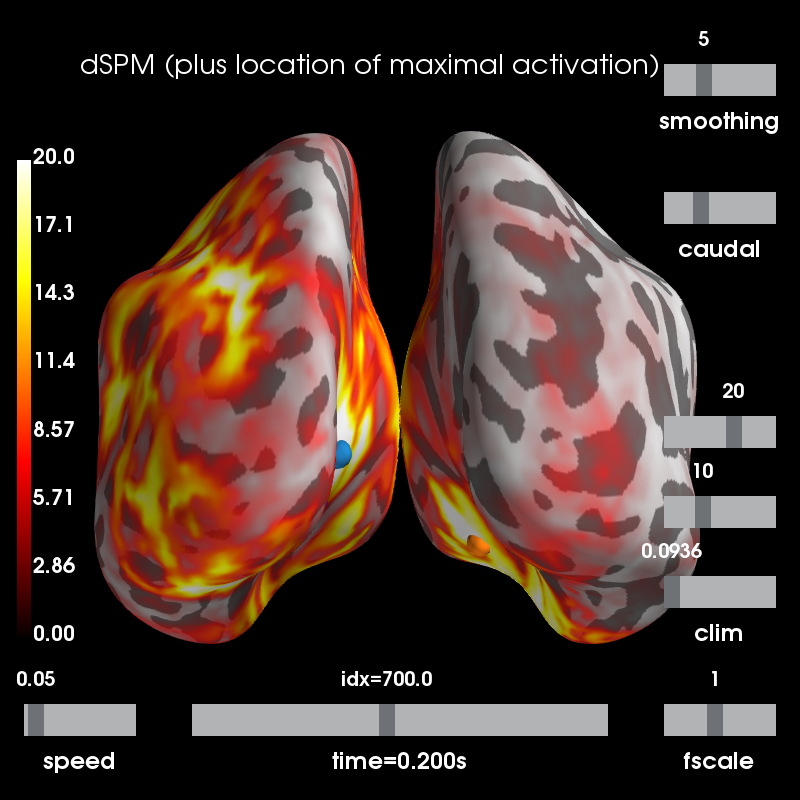 5
dSPM (plus location of maximal activation)
smoothing
20.0
17.1
caudal
14.3
11.4
20
8.57
10
5.71
0.0936
2.86
0.00
clim
0.05
idx=700.0
1
speed
time=0.200s
fscale